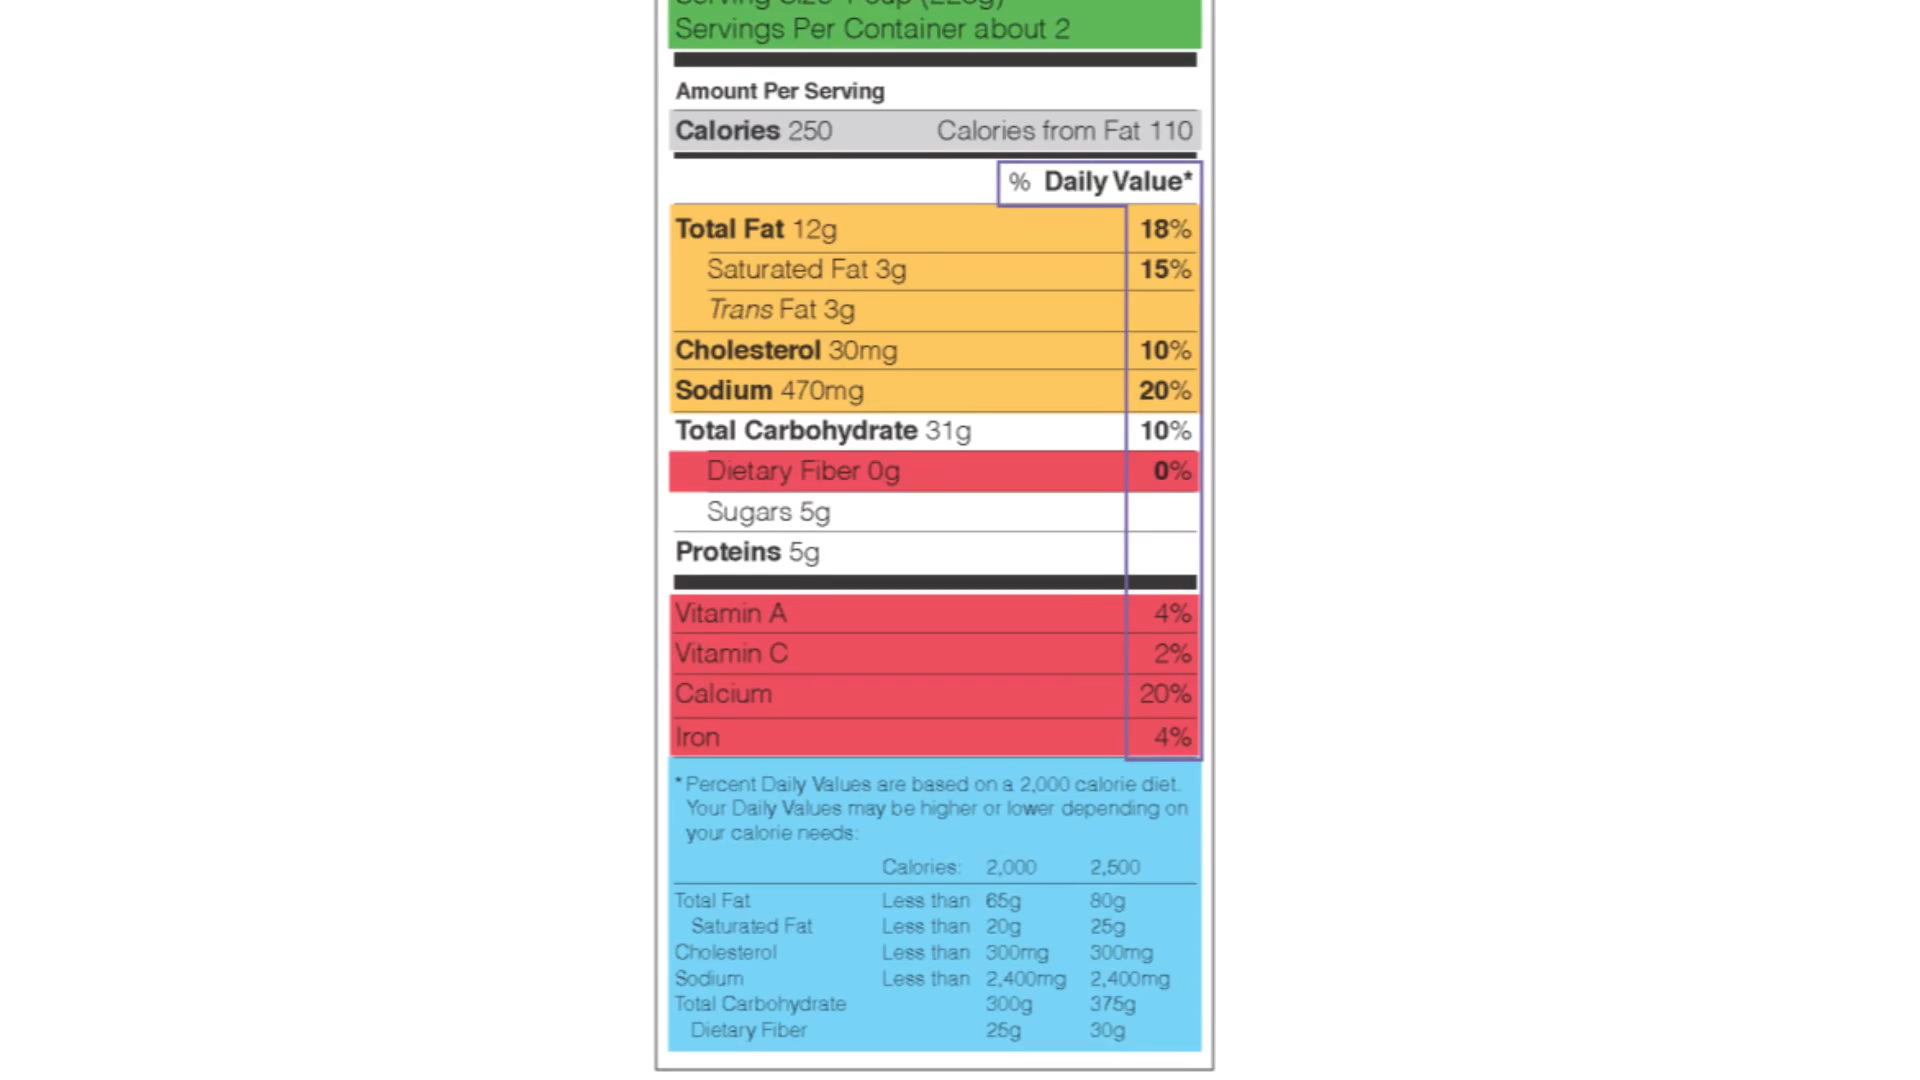 Serving Size 1 cup (228g)
Servings Per Container about 2
Amount Per Serving
Calories 250 Calories from Fat 110
% Daily Value*
Total Fat 12g 18%
Saturated Fat 3g 15%
Trans Fat 3g
Cholesterol 30mg 10%
Sodium 470mg 20%
Total Carbohydrate 31g 10%
Dietary Fiber 0g 0%
Sugars 5g
Proteins 5g
Vitamin A 4%
Vitamin C 2%
Calcium 20%
Iron 4%
* Percent Daily Values are based on a 2,000 calorie diet.
Your Daily Values may be higher or lower depending on
your calorie needs:
Calories: 2,000 2,500
Total Fat Less than 65g 80g
Saturated Fat Less than 20g 25g
Cholesterol Less than 300mg 300mg
Sodium Less than 2,400mg 2,400mg
Total Carbohydrate 300g 375g
Dietary Fiber 25g 30g